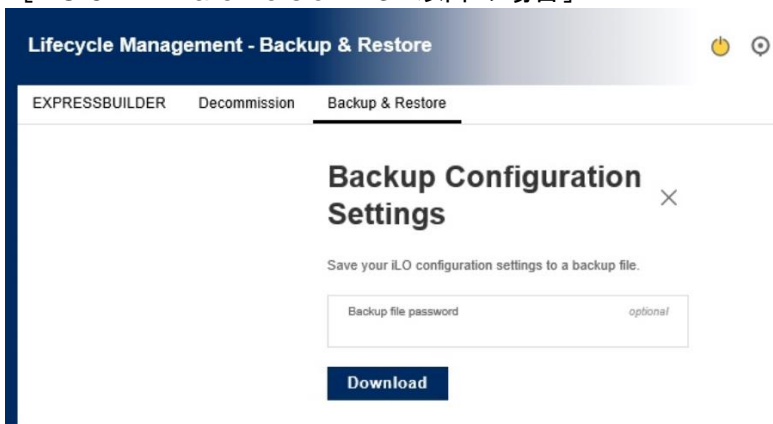 Lifecycle Management - Backup & Restore
EXPRESSBUILDER Decommission Backup & Restore
Backup Configuration
Settings
Save your iLO configuration settings to a backup file.
Backup file password optional
Download